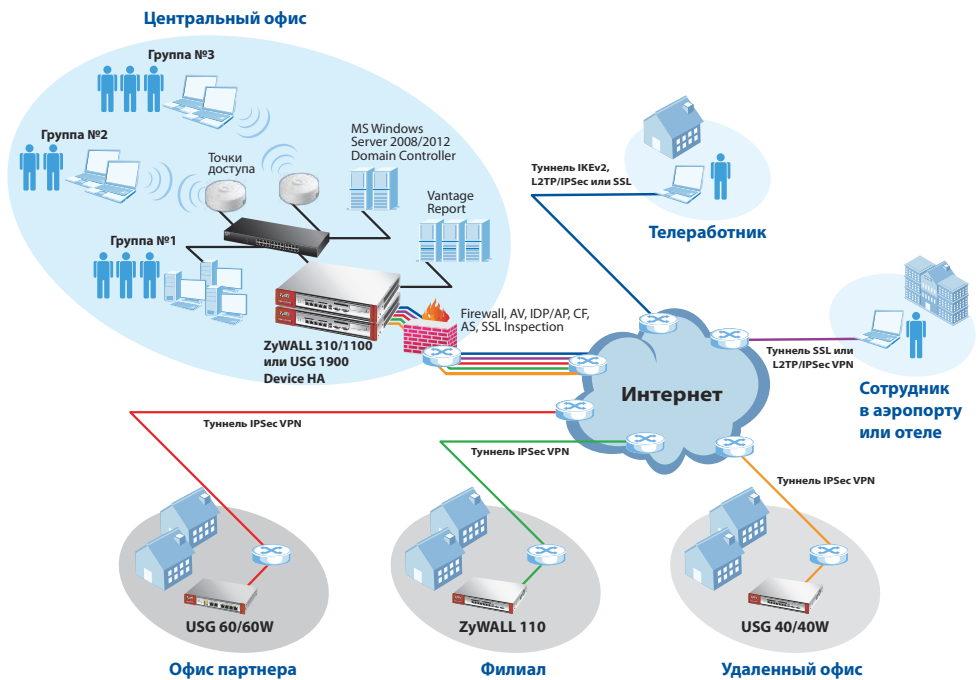 Центральный офис
Группа №3
Группа №2
Точки
доступа
MS Windows
Server 2008/2012
Domain Controller
Vantage
Report
Группа №1
Firewall, AV, IDP/AP, CF,
AS, SSL Inspection
ZyWALL 310/1100
или USG 1900
Device HA
Туннель IKEv2,
L2TP/IPSec или SSL
Телеработник
Туннель SSL или
L2TP/IPSec VPN
Сотрудник
в аэропорту
или отеле
Интернет
Туннель IPSec VPN
Туннель IPSec VPN
Туннель IPSec VPN
USG 60/60W
ZyWALL 110
USG 40/40W
Офис партнера
Филиал
Удаленный офис